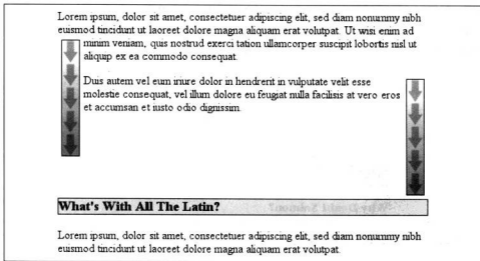 Lorem ipsum, dolor sit amet, consectetuer adipiscing elit, sed diam nonummy nibh
euismod tincidunt ut laoreet dolore magna aliquam erat volutpat. Ut wisi enim ad
minim veniam, quis nostrud exerci tation ullamcorper suscipit lobortis nisl ut
aliquip ex ea commodo consequat.
Duis autem vel eum iriure dolor in hendrerit in vulputate velit esse
molestie consequat, vel illum dolore eu feugiat nulla facilisis at vero eros
et accumsan et iusto odio dignissim.
What's With All The Latin?
Lorem ipsum, dolor sit amet, consectetuer adipiscing elit, sed diam nonummy nibh
euismod tincidunt ut laoreet dolore magna aliquam erat volutpat.